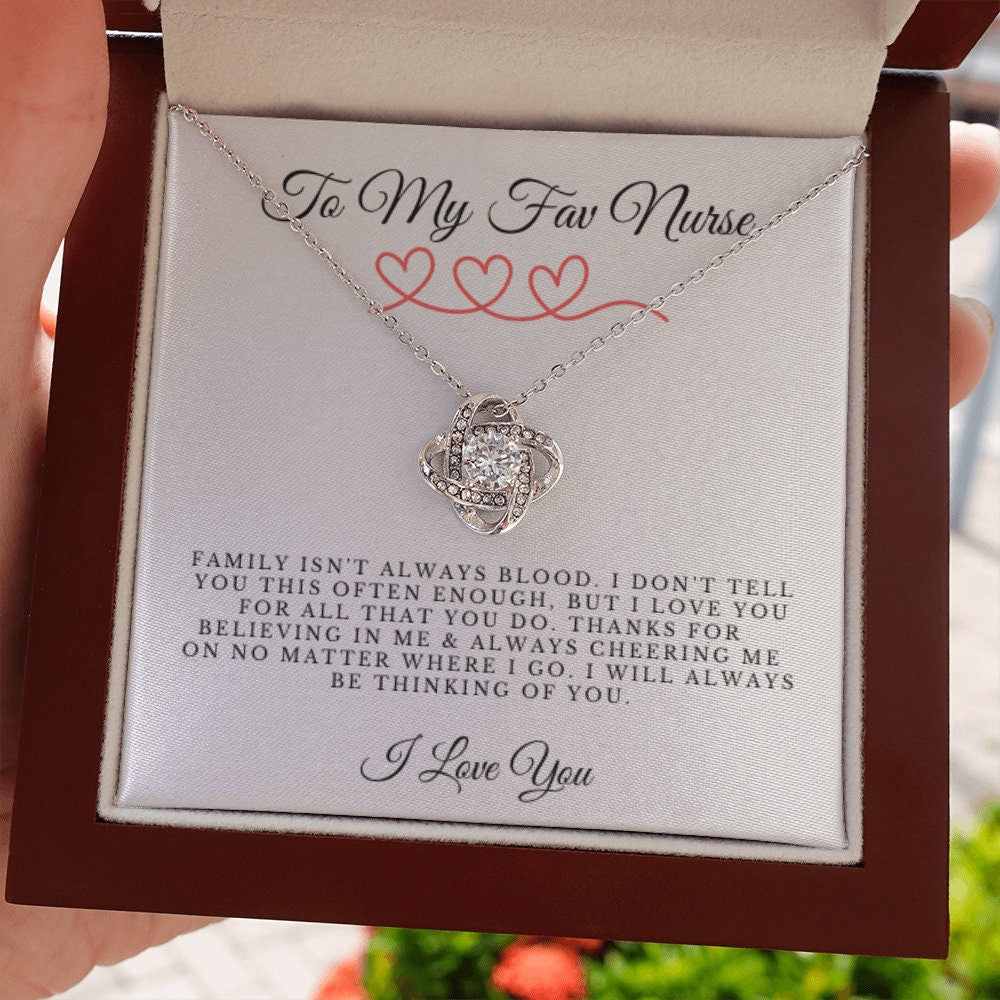 To My Fav Nurse
FAMILY ISN'T ALWAYS BLOOD. I DON'T TELL
YOU THIS OFTEN ENOUGH, BUT I LOVE YOU
FOR ALL THAT YOU DO. THANKS FOR
BELIEVING IN ME & ALWAYS CHEERING ME
ON NO MATTER WHERE I GO. I WILL ALWAYS
BE THINKING OF YOU.
I Love You